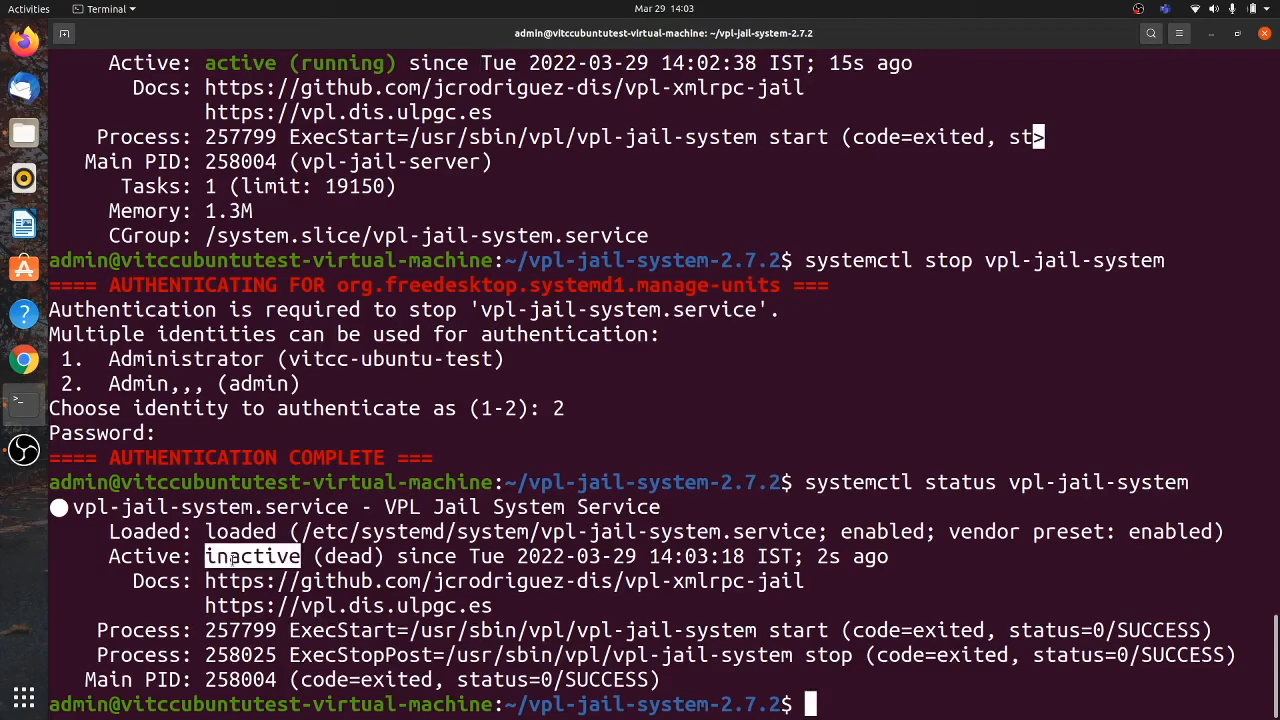 Activities
Terminal
Mar 29 14:03
admin@vitccubuntutest-virtual-machine: ~/vpl-jail-system-2.7.2
Active: active (running) since Tue 2022-03-29 14:02:38 IST; 15s ago
Docs: https://github.com/jcrodriguez-dis/vpl-xmlrpc-jail
https://vpl.dis.ulpgc.es
Process: 257799 ExecStart=/usr/sbin/vpl/vpl-jail-system start (code=exited, st>
Main PID: 258004 (vpl-jail-server)
Tasks: 1 (limit: 19150)
Memory: 1.3M
CGroup: /system.slice/vpl-jail-system.service
admin@vitccubuntutest-virtual-machine:~/vpl-jail-system-2.7.2$ systemctl stop vpl-jail-system
==== AUTHENTICATING FOR org.freedesktop.systemd1.manage-units ===
Authentication is required to stop 'vpl-jail-system.service'.
Multiple identities can be used for authentication:
1.  Administrator (vitcc-ubuntu-test)
2.  Admin,,, (admin)
Choose identity to authenticate as (1-2): 2
Password:
==== AUTHENTICATION COMPLETE ===
admin@vitccubuntutest-virtual-machine:~/vpl-jail-system-2.7.2$ systemctl status vpl-jail-system
● vpl-jail-system.service - VPL Jail System Service
Loaded: loaded (/etc/systemd/system/vpl-jail-system.service; enabled; vendor preset: enabled)
Active: inactive (dead) since Tue 2022-03-29 14:03:18 IST; 2s ago
Docs: https://github.com/jcrodriguez-dis/vpl-xmlrpc-jail
https://vpl.dis.ulpgc.es
Process: 257799 ExecStart=/usr/sbin/vpl/vpl-jail-system start (code=exited, status=0/SUCCESS)
Process: 258025 ExecStopPost=/usr/sbin/vpl/vpl-jail-system stop (code=exited, status=0/SUCCESS)
Main PID: 258004 (code=exited, status=0/SUCCESS)
admin@vitccubuntutest-virtual-machine:~/vpl-jail-system-2.7.2$